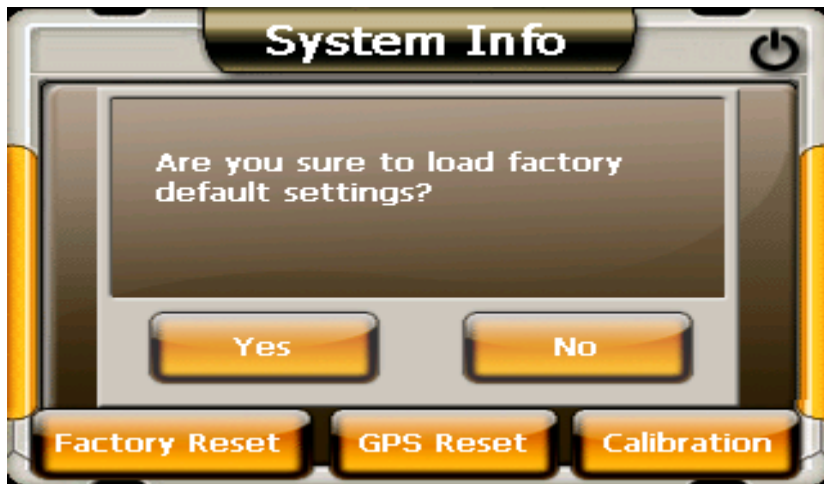 System Info
Are you sure to load factory
default settings?
Yes
No
Factory Reset
GPS Reset
Calibration